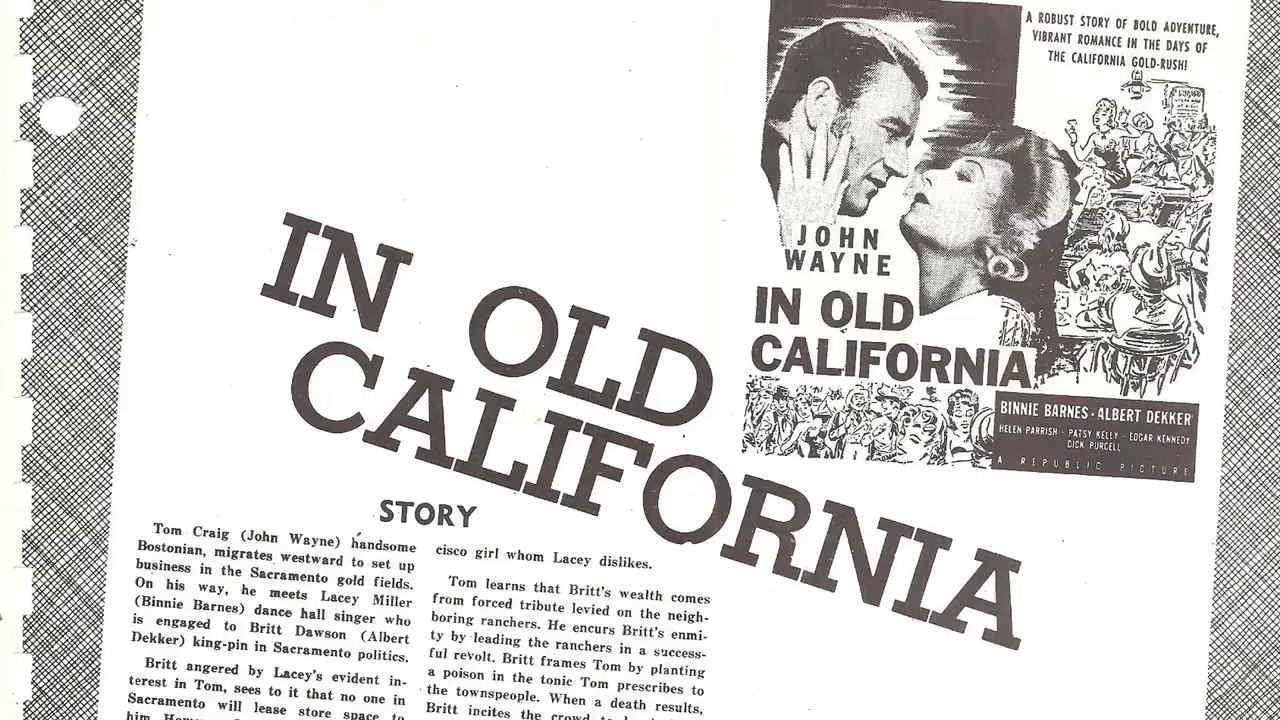 A ROBUST STORY OF BOLD ADVENTURE,
VIBRANT ROMANCE IN THE DAYS OF
THE CALIFORNIA GOLD-RUSH!
JOHN
WAYNE
IN OLD
CALIFORNIA
BINNIE BARNES · ALBERT DEKKER
HELEN PARRISH · PATSY KELLY · EDGAR KENNEDY
DICK PURCELL
A REPUBLIC PICTURE
IN OLD
CALIFORNIA
STORY
Tom Craig (John Wayne) handsome
Bostonian, migrates westward to set up
business in the Sacramento gold fields.
On his way, he meets Lacey Miller
(Binnie Barnes) dance hall singer who
is engaged to Britt Dawson (Albert
Dekker) king-pin in Sacramento politics.
Britt angered by Lacey's evident in-
terest in Tom, sees to it that no one in
Sacramento will lease store space to
him.
cisco girl whom Lacey dislikes.
Tom learns that Britt's wealth comes
from forced tribute levied on the neigh-
boring ranchers. He encurs Britt's enmi-
ty by leading the ranchers in a success-
ful revolt. Britt frames Tom by planting
a poison in the tonic Tom prescribes to
the townspeople. When a death results,
Britt incites the crowd to